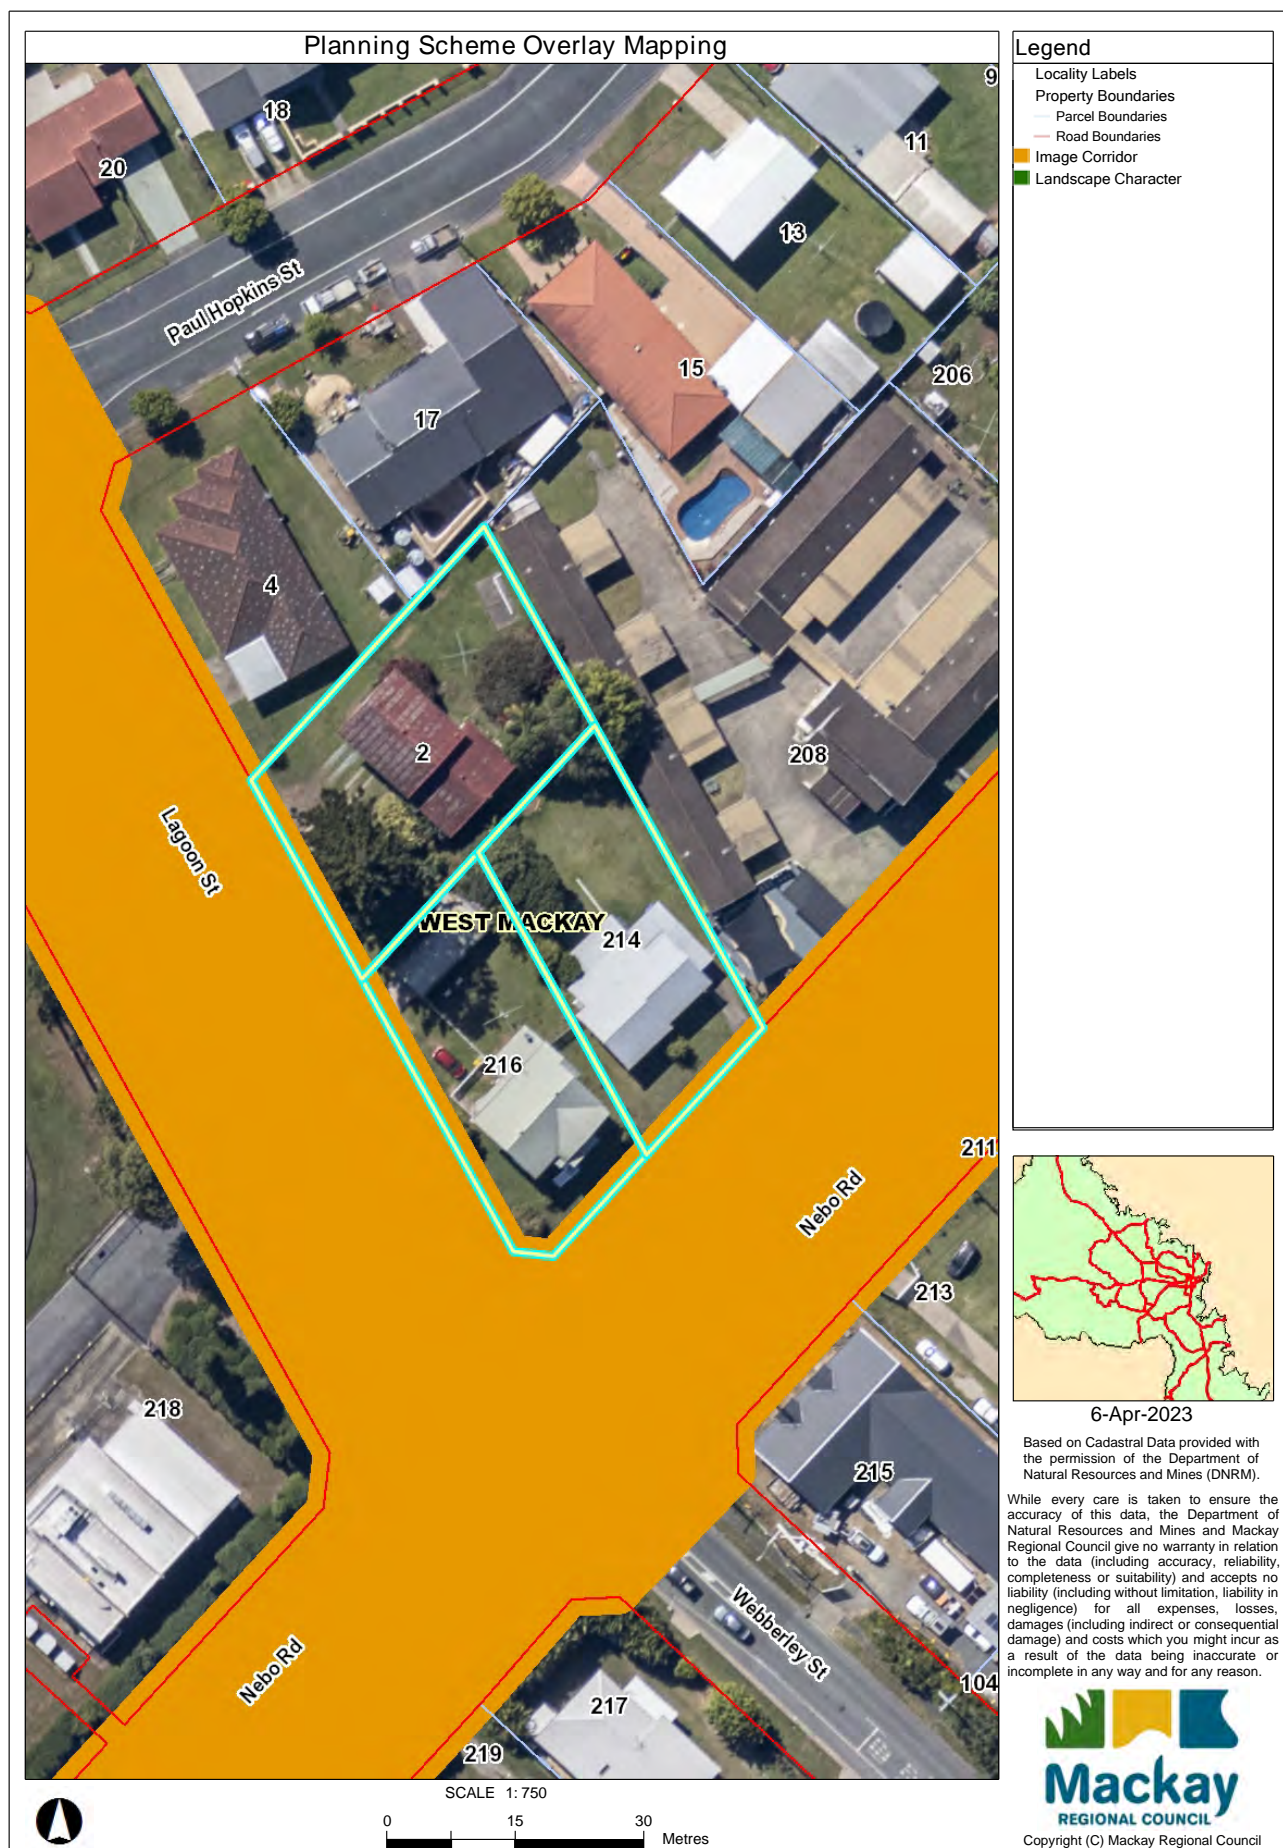 Planning Scheme Overlay Mapping
Legend
Locality Labels
Property Boundaries
Parcel Boundaries
Road Boundaries
Image Corridor
Landscape Character
9
18
11
20
13
Paul Hopkins St
15
206
17
4
2
208
Lagoon St
WEST MACKAY
214
216
211
Nebo Rd
213
218
215
Webberley St
Nebo Rd
104
217
219
6-Apr-2023
Based on Cadastral Data provided with
the permission of the Department of
Natural Resources and Mines (DNRM).
While every care is taken to ensure the
accuracy of this data, the Department of
Natural Resources and Mines and Mackay
Regional Council give no warranty in relation
to the data (including accuracy, reliability,
completeness or suitability) and accepts no
liability (including without limitation, liability in
negligence) for all expenses, losses,
damages (including indirect or consequential
damage) and costs which you might incur as
a result of the data being inaccurate or
incomplete in any way and for any reason.
Mackay
REGIONAL COUNCIL
Copyright (C) Mackay Regional Council
SCALE 1:750
0 15 30
Metres